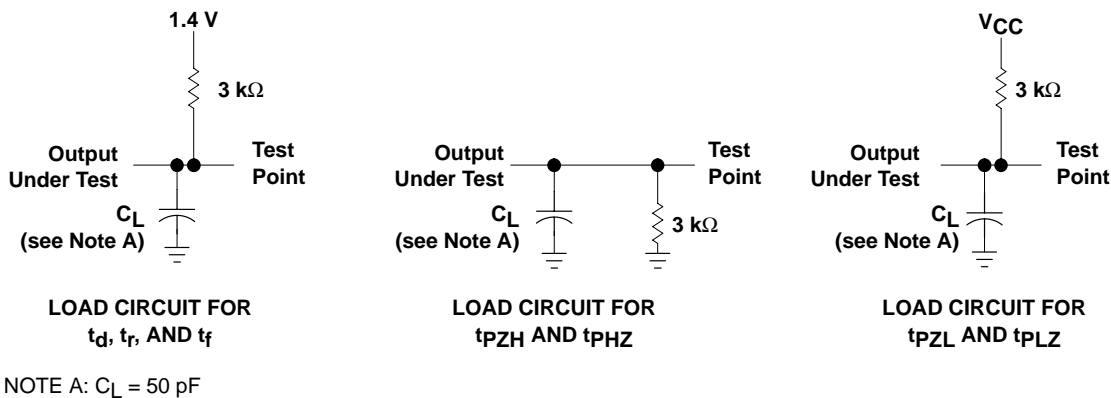 1.4 V
3 kΩ
Output
Under Test
Test
Point
CL
(see Note A)
LOAD CIRCUIT FOR
td, tr, AND tf
Output
Under Test
Test
Point
CL
(see Note A)
3 kΩ
LOAD CIRCUIT FOR
tPZH AND tPHZ
VCC
3 kΩ
Output
Under Test
Test
Point
CL
(see Note A)
LOAD CIRCUIT FOR
tPZL AND tPLZ
NOTE A: CL = 50 pF